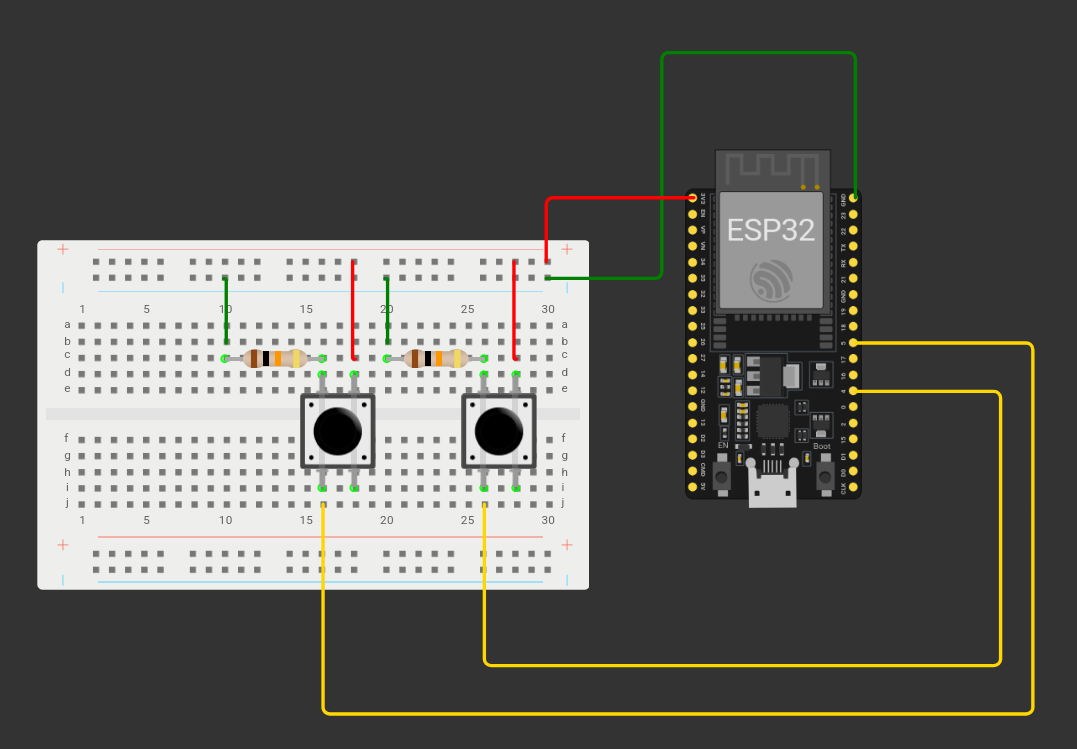 ESP32
3V3
EN
VP
VN
34
35
32
33
25
26
27
14
12
GND
13
D2
D3
CMD
5V
GND
23
22
TX
RX
21
GND
19
18
5
17
16
4
0
2
15
D1
D0
CLK
EN
Boot
+ +
| |
1 5 10 15 20 25 30
a a
b b
c c
d d
e e
f f
g g
h h
i i
j j
1 5 10 15 20 25 30
+ +
| |